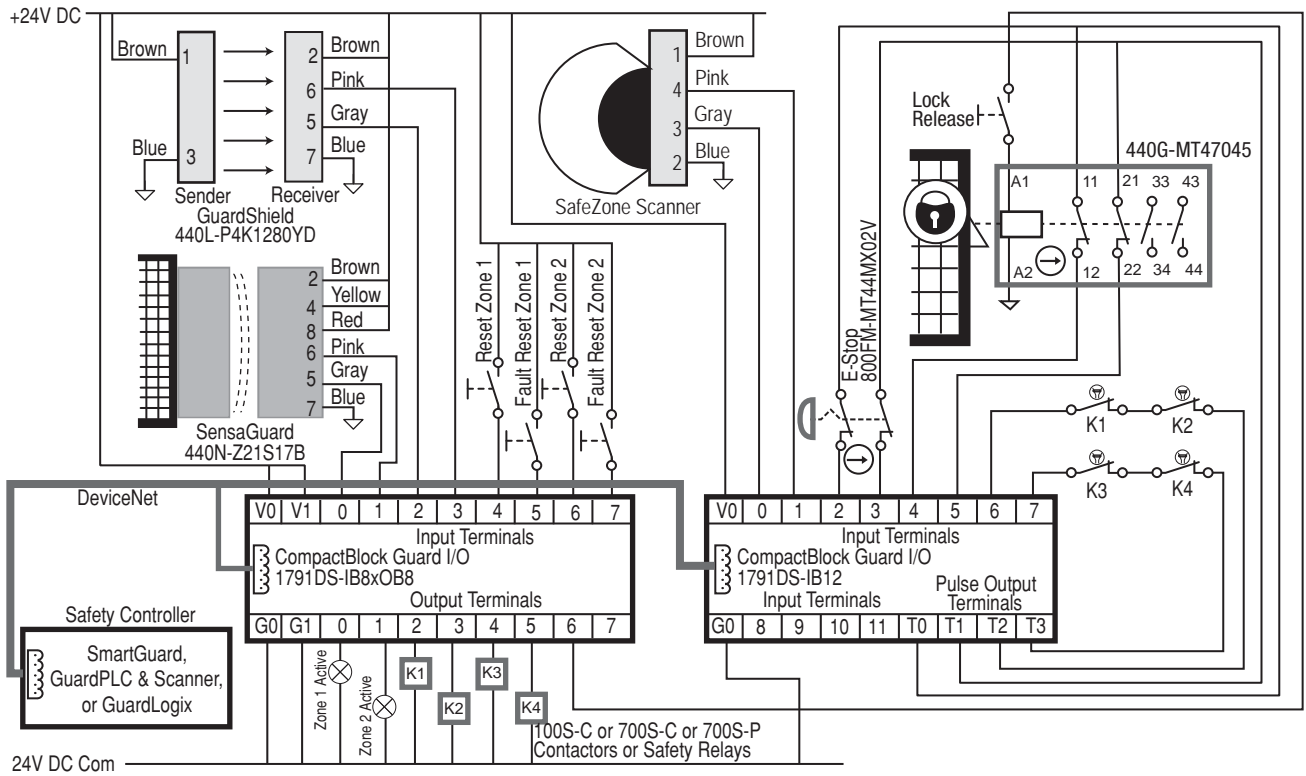 +24V DC
Brown
1
Blue
3
Sender
2
Brown
6
Pink
5
Gray
7
Blue
Receiver
GuardShield
440L-P4K1280YD
2
Brown
4
Yellow
8
Red
6
Pink
5
Gray
7
Blue
SensaGuard
440N-Z21S17B
1
Brown
4
Pink
3
Gray
2
Blue
SafeZone Scanner
Reset Zone 1
Fault Reset Zone 1
Reset Zone 2
Fault Reset Zone 2
E-Stop
800FM-MT44MX02V
Lock
Release
440G-MT47045
A1 11 21 33 43
A2 12 22 34 44
K1 K2
K3 K4
DeviceNet
V0 V1 0 1 2 3 4 5 6 7
Input Terminals
CompactBlock Guard I/O
1791DS-IB8xOB8
Output Terminals
G0 G1 0 1 2 3 4 5 6 7
V0 0 1 2 3 4 5 6 7
Input Terminals
CompactBlock Guard I/O
1791DS-IB12
Input Terminals
Pulse Output
Terminals
G0 8 9 10 11 T0 T1 T2 T3
Safety Controller
SmartGuard,
GuardPLC & Scanner,
or GuardLogix
Zone 1 Active
Zone 2 Active
K1
K2
K3
K4
100S-C or 700S-C or 700S-P
Contactors or Safety Relays
24V DC Com